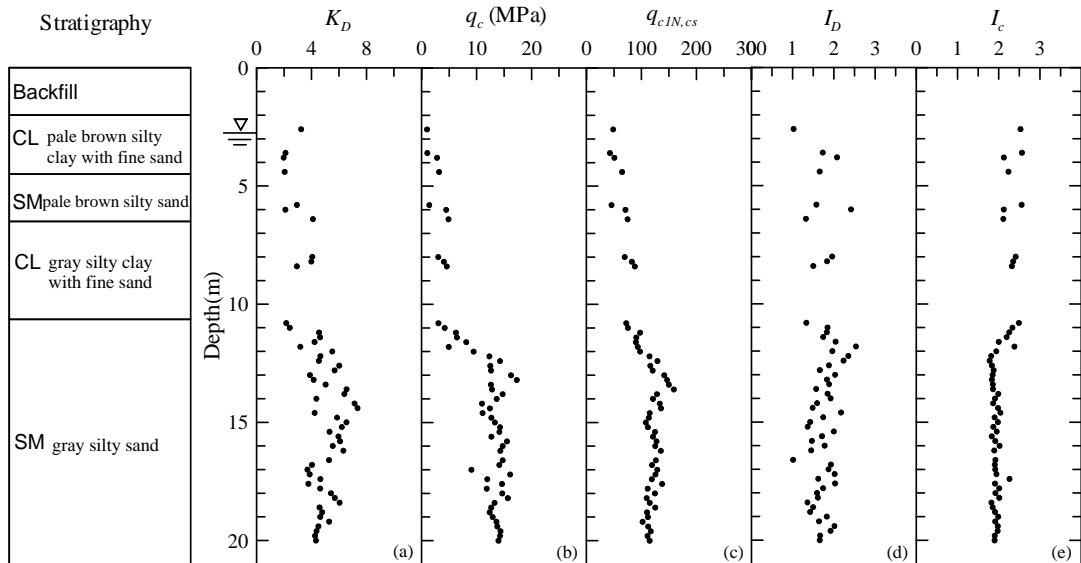 Stratigraphy
K_D
q_c (MPa)
q_c1N,cs
I_D
I_c
0 4 8
0 10 20
0 100 200 300
0 1 2 3
0 1 2 3
0
5
10
15
20
Depth(m)
Backfill
CL pale brown silty
clay with fine sand
SM pale brown silty sand
CL gray silty clay
with fine sand
SM gray silty sand
(a)
(b)
(c)
(d)
(e)